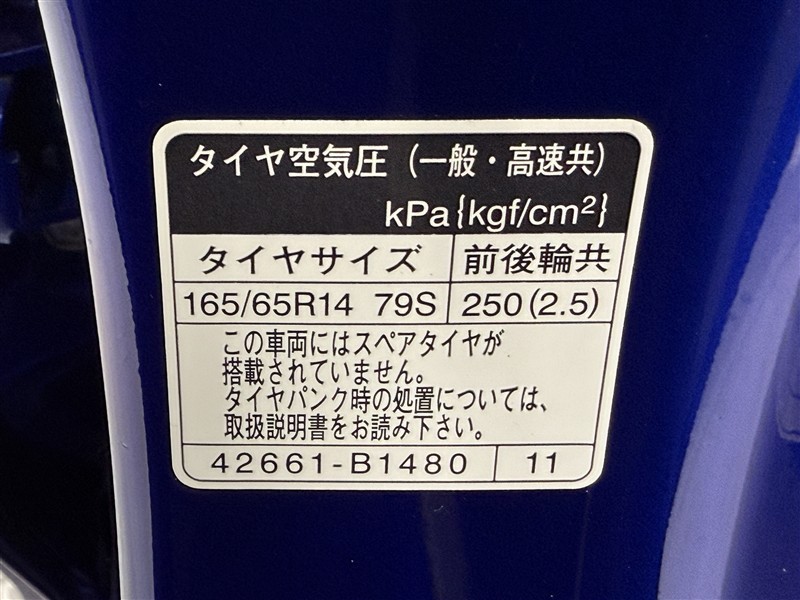 タイヤ空気圧（一般・高速共）
kPa{kgf/cm²}
タイヤサイズ 前後輪共
165/65R14 79S 250(2.5)
この車両にはスペアタイヤが
搭載されていません。
タイヤパンク時の処置については、
取扱説明書をお読み下さい。
42661-B1480 11